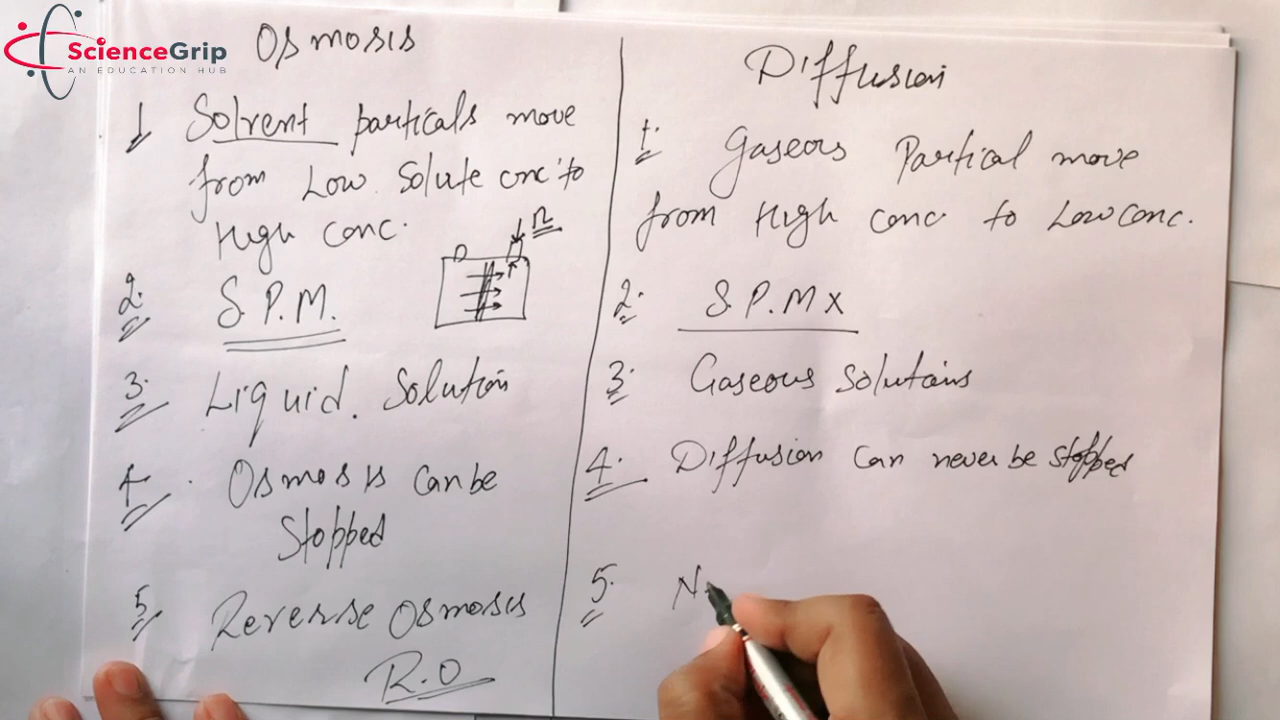 ScienceGrip
AN EDUCATION HUB
Osmosis
1 Solvent particals move
from Low Solute conc to
High conc.
2. S.P.M.
3. Liquid. Solution
4. Osmosis can be
Stopped
5 Reverse Osmosis
R.O
Diffusion
1. Gaseous Partical move
from High conc to Low conc.
2. S.P.M x
3. Gaseous Solutions
4. Diffusion can never be stopped
5. N